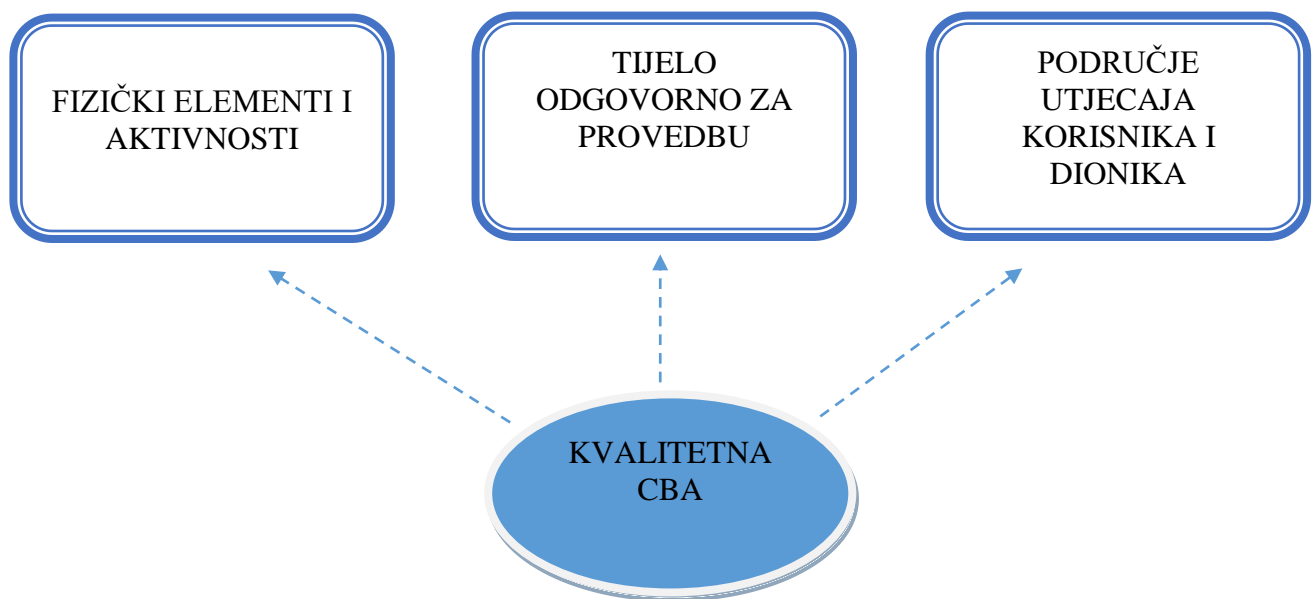 FIZIČKI ELEMENTI I
AKTIVNOSTI
TIJELO
ODGOVORNO ZA
PROVEDBU
PODRUČJE
UTJECAJA
KORISNIKA I
DIONIKA
KVALITETNA
CBA